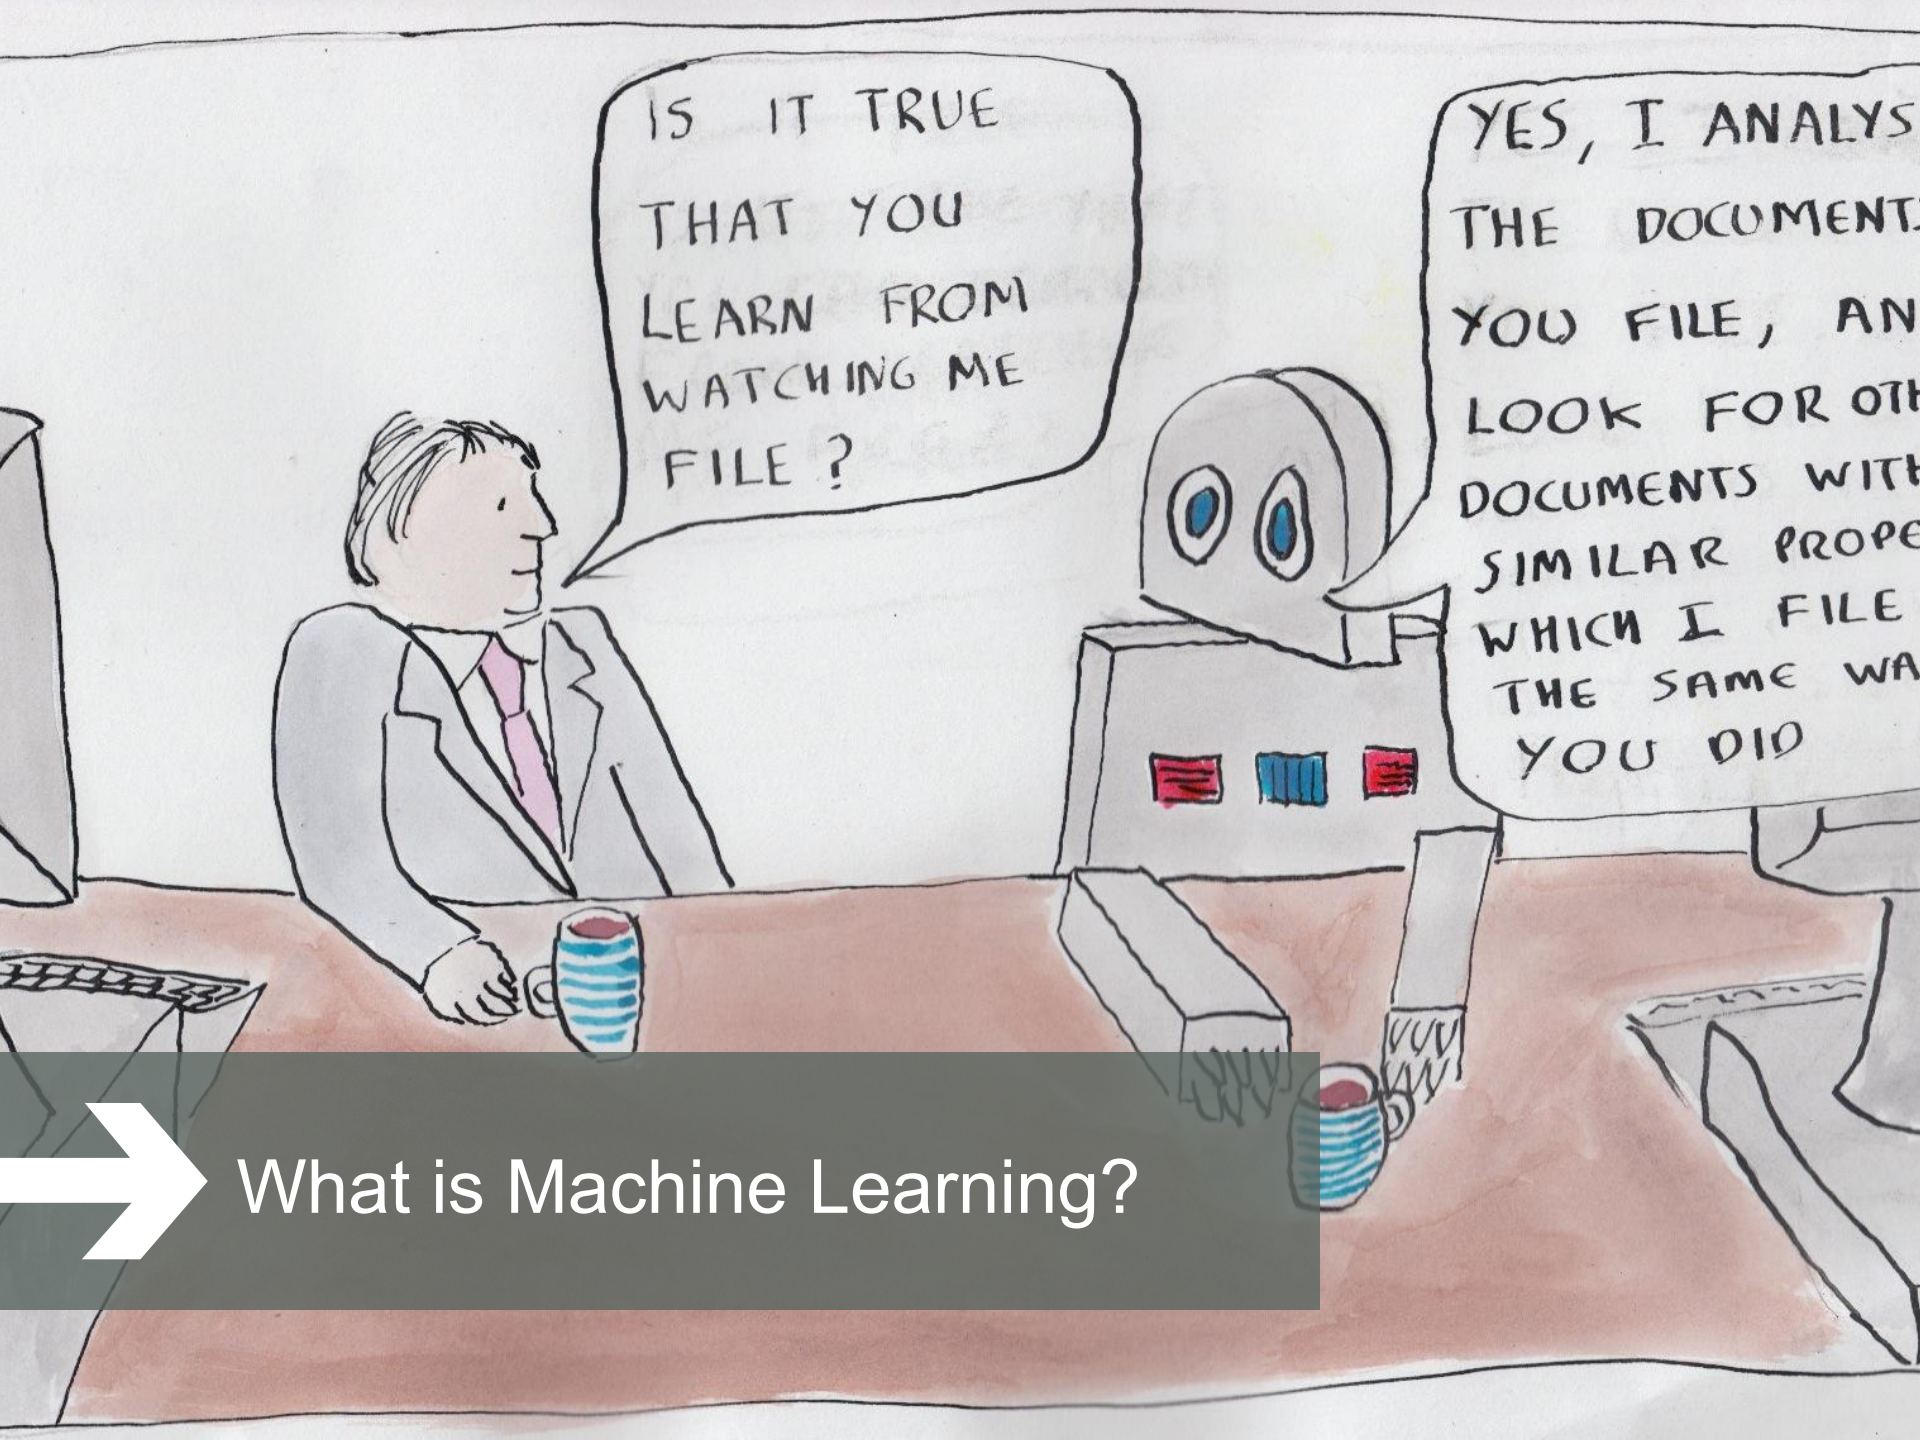 IS IT TRUE
THAT YOU
LEARN FROM
WATCHING ME
FILE?
YES, I ANALYS
THE DOCUMENTS
YOU FILE, AN
LOOK FOR OTH
DOCUMENTS WITH
SIMILAR PROPE
WHICH I FILE
THE SAME WA
YOU DID
What is Machine Learning?